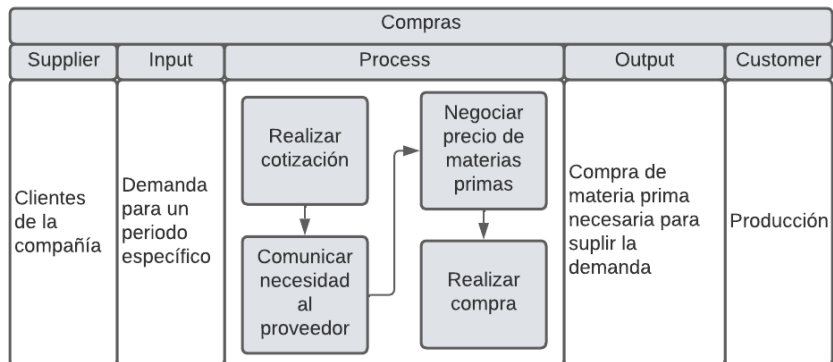 Compras
Supplier
Input
Process
Output
Customer
Clientes
de la
compañía
Demanda
para un
periodo
específico
Realizar
cotización
Comunicar
necesidad
al
proveedor
Negociar
precio de
materias
primas
Realizar
compra
Compra de
materia prima
necesaria para
suplir la
demanda
Producción